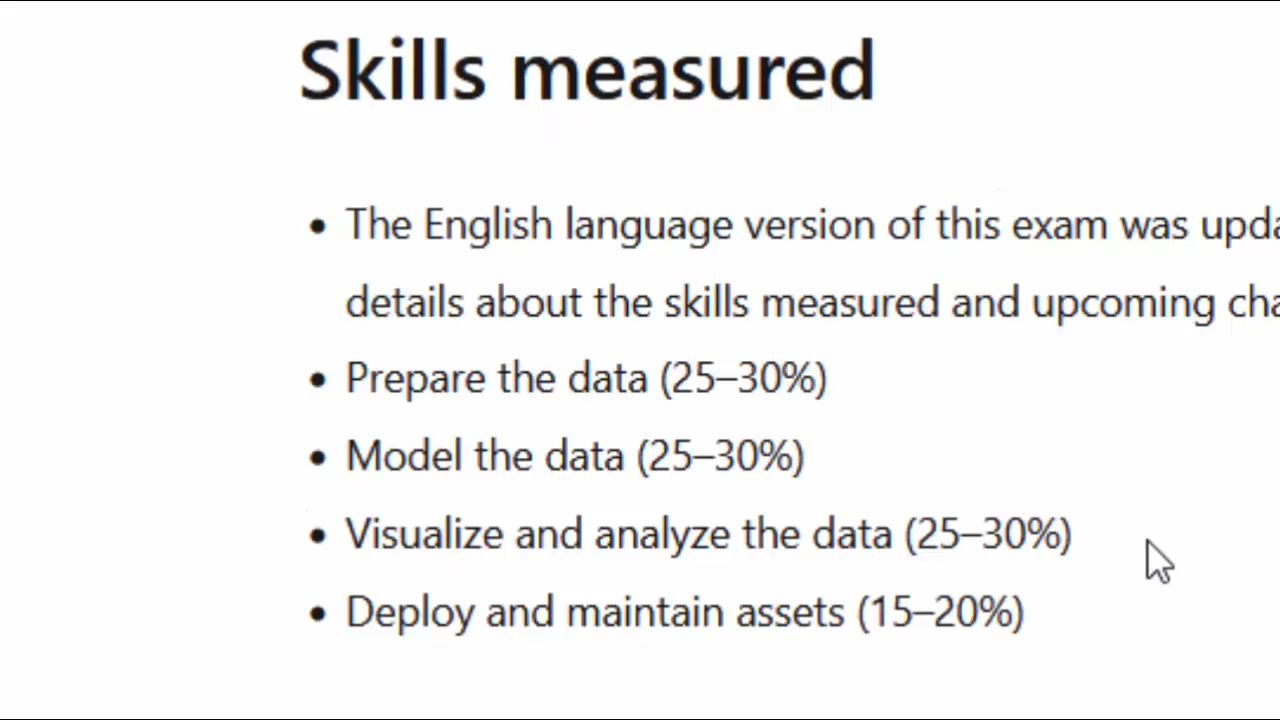 Skills measured
• The English language version of this exam was
details about the skills measured and upcoming
• Prepare the data (25–30%)
• Model the data (25–30%)
• Visualize and analyze the data (25–30%)
• Deploy and maintain assets (15–20%)